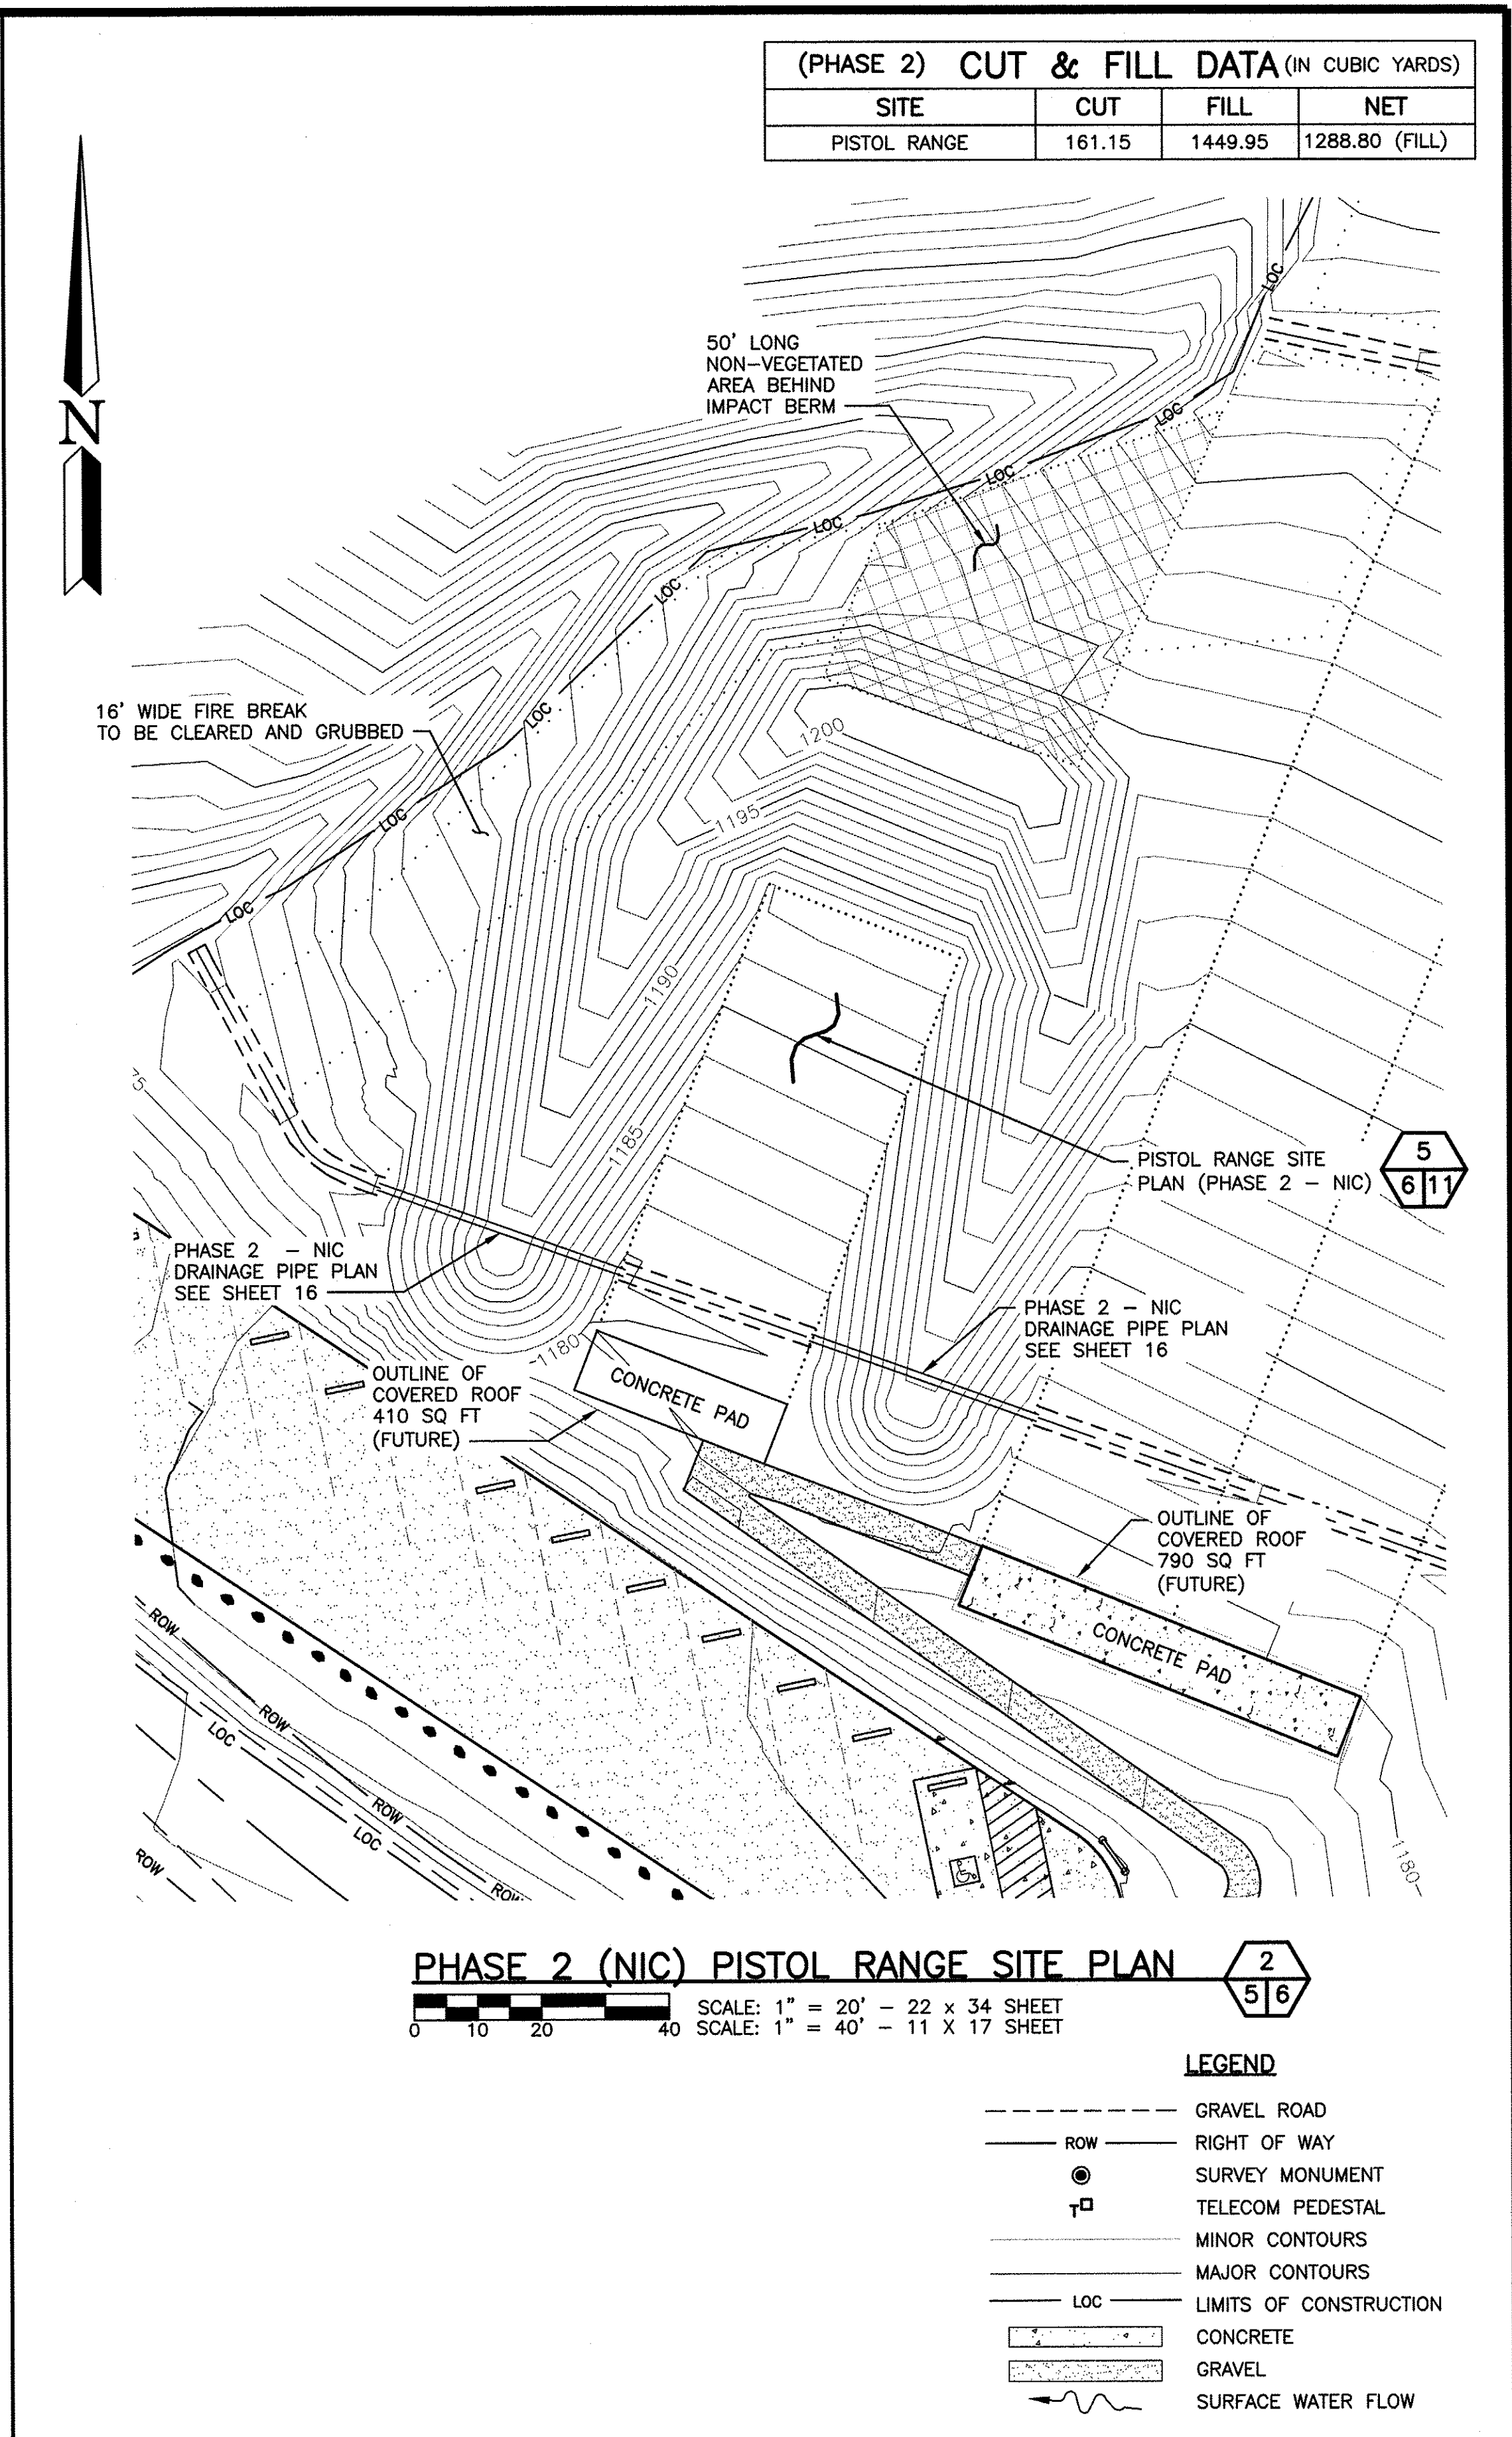 (PHASE 2) CUT & FILL DATA (IN CUBIC YARDS)
SITE CUT FILL NET
PISTOL RANGE 161.15 1449.95 1288.80 (FILL)
N
LOC
50' LONG
NON-VEGETATED
AREA BEHIND
IMPACT BERM
LOC
LOC
LOC
LOC
16' WIDE FIRE BREAK
TO BE CLEARED AND GRUBBED
LOC
1200
1195
LOC
LOC
1190
1185
PISTOL RANGE SITE
PLAN (PHASE 2 - NIC)
5
6 11
PHASE 2 - NIC
DRAINAGE PIPE PLAN
SEE SHEET 16
PHASE 2 - NIC
DRAINAGE PIPE PLAN
SEE SHEET 16
1180
OUTLINE OF
COVERED ROOF
410 SQ FT
(FUTURE)
CONCRETE PAD
OUTLINE OF
COVERED ROOF
790 SQ FT
(FUTURE)
CONCRETE PAD
ROW
ROW
LOC
ROW
LOC
ROW
ROW
1180
PHASE 2 (NIC) PISTOL RANGE SITE PLAN
2
5 6
SCALE: 1" = 20' - 22 x 34 SHEET
SCALE: 1" = 40' - 11 X 17 SHEET
0 10 20 40
LEGEND
GRAVEL ROAD
ROW RIGHT OF WAY
SURVEY MONUMENT
T TELECOM PEDESTAL
MINOR CONTOURS
MAJOR CONTOURS
LOC LIMITS OF CONSTRUCTION
CONCRETE
GRAVEL
SURFACE WATER FLOW